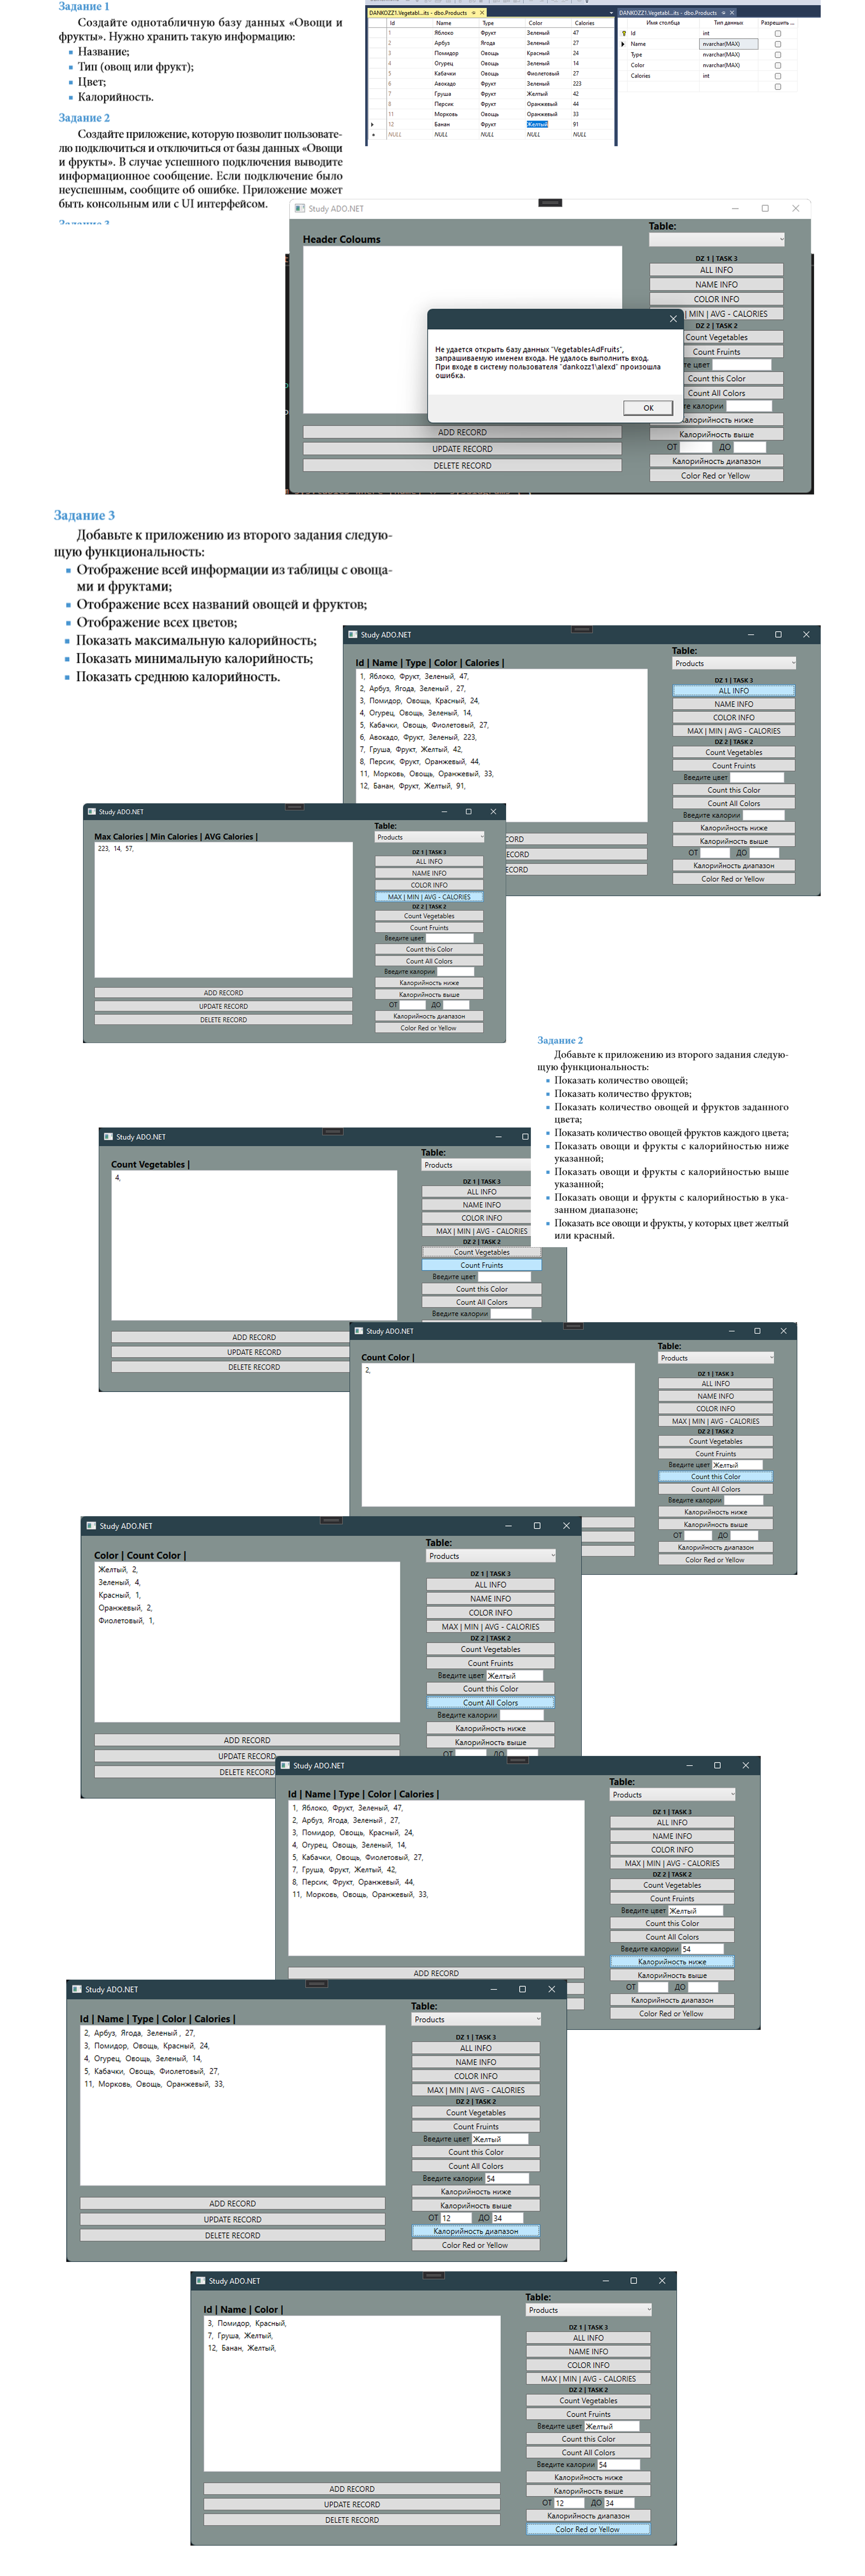 Задание 1
Создайте однотабличную базу данных «Овощи и
фрукты». Нужно хранить такую информацию:
Название;
Тип (овощ или фрукт);
Цвет;
Калорийность.
Задание 2
Создайте приложение, которую позволит пользовате-
лю подключиться и отключиться от базы данных «Овощи
и фрукты». В случае успешного подключения выводите
информационное сообщение. Если подключение было
неуспешным, сообщите об ошибке. Приложение может
быть консольным или с UI интерфейсом.
DANKOZZ1.Vegetabl...its - dbo.Products
Id Name Type Color Calories
1 Яблоко Фрукт Зеленый 47
2 Арбуз Ягода Зеленый 27
3 Помидор Овощь Красный 24
4 Огурец Овощь Зеленый 14
5 Кабачки Овощь Фиолетовый 27
6 Авокадо Фрукт Зеленый 223
7 Груша Фрукт Желтый 42
8 Персик Фрукт Оранжевый 44
11 Морковь Овощь Оранжевый 33
12 Банан Фрукт Желтый 91
NULL NULL NULL NULL NULL
DANKOZZ1.Vegetabl...its - dbo.Products
Имя столбца Тип данных Разрешить ...
Id int
Name nvarchar(MAX)
Type nvarchar(MAX)
Color nvarchar(MAX)
Calories int
Study ADO.NET
Header Coloums
Table:
DZ 1 | TASK 3
ALL INFO
NAME INFO
COLOR INFO
| MIN | AVG - CALORIES
DZ 2 | TASK 2
Count Vegetables
Count Fruints
те цвет
Count this Color
Count All Colors
те калории
Калорийность ниже
Калорийность выше
ОТ ДО
Калорийность диапазон
Color Red or Yellow
Не удается открыть базу данных "VegetablesAdFruits",
запрашиваемую именем входа. Не удалось выполнить вход.
При входе в систему пользователя "dankozz1\alexd" произошла
ошибка.
OK
ADD RECORD
UPDATE RECORD
DELETE RECORD
Задание 3
Добавьте к приложению из второго задания следую-
щую функциональность:
Отображение всей информации из таблицы с овоща-
ми и фруктами;
Отображение всех названий овощей и фруктов;
Отображение всех цветов;
Показать максимальную калорийность;
Показать минимальную калорийность;
Показать среднюю калорийность.
Study ADO.NET
Id | Name | Type | Color | Calories |
1, Яблоко, Фрукт, Зеленый, 47,
2, Арбуз, Ягода, Зеленый , 27,
3, Помидор, Овощь, Красный, 24,
4, Огурец, Овощь, Зеленый, 14,
5, Кабачки, Овощь, Фиолетовый, 27,
6, Авокадо, Фрукт, Зеленый, 223,
7, Груша, Фрукт, Желтый, 42,
8, Персик, Фрукт, Оранжевый, 44,
11, Морковь, Овощь, Оранжевый, 33,
12, Банан, Фрукт, Желтый, 91,
Table:
Products
DZ 1 | TASK 3
ALL INFO
NAME INFO
COLOR INFO
MAX | MIN | AVG - CALORIES
DZ 2 | TASK 2
Count Vegetables
Count Fruints
Введите цвет
Count this Color
Count All Colors
Введите калории
Калорийность ниже
Калорийность выше
ОТ ДО
Калорийность диапазон
Color Red or Yellow
CORD
ECORD
ECORD
Study ADO.NET
Max Calories | Min Calories | AVG Calories |
223, 14, 57,
Table:
Products
DZ 1 | TASK 3
ALL INFO
NAME INFO
COLOR INFO
MAX | MIN | AVG - CALORIES
DZ 2 | TASK 2
Count Vegetables
Count Fruints
Введите цвет
Count this Color
Count All Colors
Введите калории
Калорийность ниже
Калорийность выше
ОТ ДО
Калорийность диапазон
Color Red or Yellow
ADD RECORD
UPDATE RECORD
DELETE RECORD
Задание 2
Добавьте к приложению из второго задания следую-
щую функциональность:
Показать количество овощей;
Показать количество фруктов;
Показать количество овощей и фруктов заданного
цвета;
Показать количество овощей фруктов каждого цвета;
Показать овощи и фрукты с калорийностью ниже
указанной;
Показать овощи и фрукты с калорийностью выше
указанной;
Показать овощи и фрукты с калорийностью в ука-
занном диапазоне;
Показать все овощи и фрукты, у которых цвет желтый
или красный.
Study ADO.NET
Count Vegetables |
4,
Table:
Products
DZ 1 | TASK 3
ALL INFO
NAME INFO
COLOR INFO
MAX | MIN | AVG - CALORIES
DZ 2 | TASK 2
Count Vegetables
Count Fruints
Введите цвет
Count this Color
Count All Colors
Введите калории
ADD RECORD
UPDATE RECORD
DELETE RECORD
Study ADO.NET
Count Color |
2,
Table:
Products
DZ 1 | TASK 3
ALL INFO
NAME INFO
COLOR INFO
MAX | MIN | AVG - CALORIES
DZ 2 | TASK 2
Count Vegetables
Count Fruints
Введите цвет Желтый
Count this Color
Count All Colors
Введите калории
Калорийность ниже
Калорийность выше
ОТ ДО
Калорийность диапазон
Color Red or Yellow
Study ADO.NET
Color | Count Color |
Желтый, 2,
Зеленый, 4,
Красный, 1,
Оранжевый, 2,
Фиолетовый, 1,
Table:
Products
DZ 1 | TASK 3
ALL INFO
NAME INFO
COLOR INFO
MAX | MIN | AVG - CALORIES
DZ 2 | TASK 2
Count Vegetables
Count Fruints
Введите цвет Желтый
Count this Color
Count All Colors
Введите калории
Калорийность ниже
Калорийность выше
ОТ ДО
ADD RECORD
UPDATE RECORD
DELETE RECORD
Study ADO.NET
Id | Name | Type | Color | Calories |
1, Яблоко, Фрукт, Зеленый, 47,
2, Арбуз, Ягода, Зеленый , 27,
3, Помидор, Овощь, Красный, 24,
4, Огурец, Овощь, Зеленый, 14,
5, Кабачки, Овощь, Фиолетовый, 27,
7, Груша, Фрукт, Желтый, 42,
8, Персик, Фрукт, Оранжевый, 44,
11, Морковь, Овощь, Оранжевый, 33,
Table:
Products
DZ 1 | TASK 3
ALL INFO
NAME INFO
COLOR INFO
MAX | MIN | AVG - CALORIES
DZ 2 | TASK 2
Count Vegetables
Count Fruints
Введите цвет Желтый
Count this Color
Count All Colors
Введите калории 54
Калорийность ниже
Калорийность выше
ОТ ДО
Калорийность диапазон
Color Red or Yellow
ADD RECORD
Study ADO.NET
Id | Name | Type | Color | Calories |
2, Арбуз, Ягода, Зеленый , 27,
3, Помидор, Овощь, Красный, 24,
4, Огурец, Овощь, Зеленый, 14,
5, Кабачки, Овощь, Фиолетовый, 27,
11, Морковь, Овощь, Оранжевый, 33,
Table:
Products
DZ 1 | TASK 3
ALL INFO
NAME INFO
COLOR INFO
MAX | MIN | AVG - CALORIES
DZ 2 | TASK 2
Count Vegetables
Count Fruints
Введите цвет Желтый
Count this Color
Count All Colors
Введите калории 54
Калорийность ниже
Калорийность выше
ОТ 12 ДО 34
Калорийность диапазон
Color Red or Yellow
ADD RECORD
UPDATE RECORD
DELETE RECORD
Study ADO.NET
Id | Name | Color |
3, Помидор, Красный,
7, Груша, Желтый,
12, Банан, Желтый,
Table:
Products
DZ 1 | TASK 3
ALL INFO
NAME INFO
COLOR INFO
MAX | MIN | AVG - CALORIES
DZ 2 | TASK 2
Count Vegetables
Count Fruints
Введите цвет Желтый
Count this Color
Count All Colors
Введите калории 54
Калорийность ниже
Калорийность выше
ОТ 12 ДО 34
Калорийность диапазон
Color Red or Yellow
ADD RECORD
UPDATE RECORD
DELETE RECORD